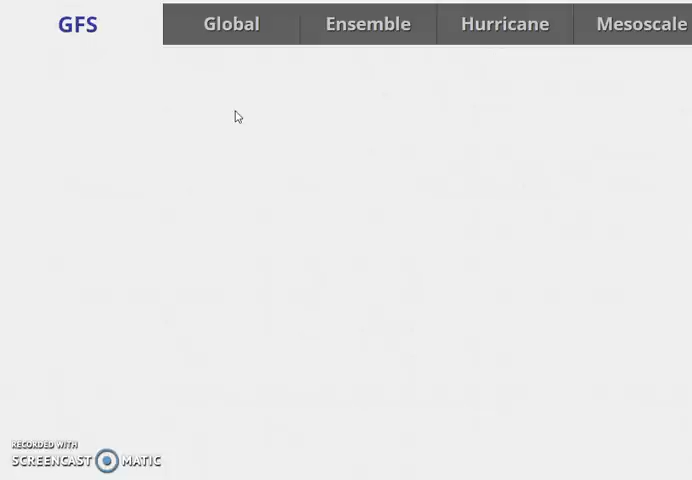 GFS Global Ensemble Hurricane Mesoscale
RECORDED WITH
SCREENCAST MATIC